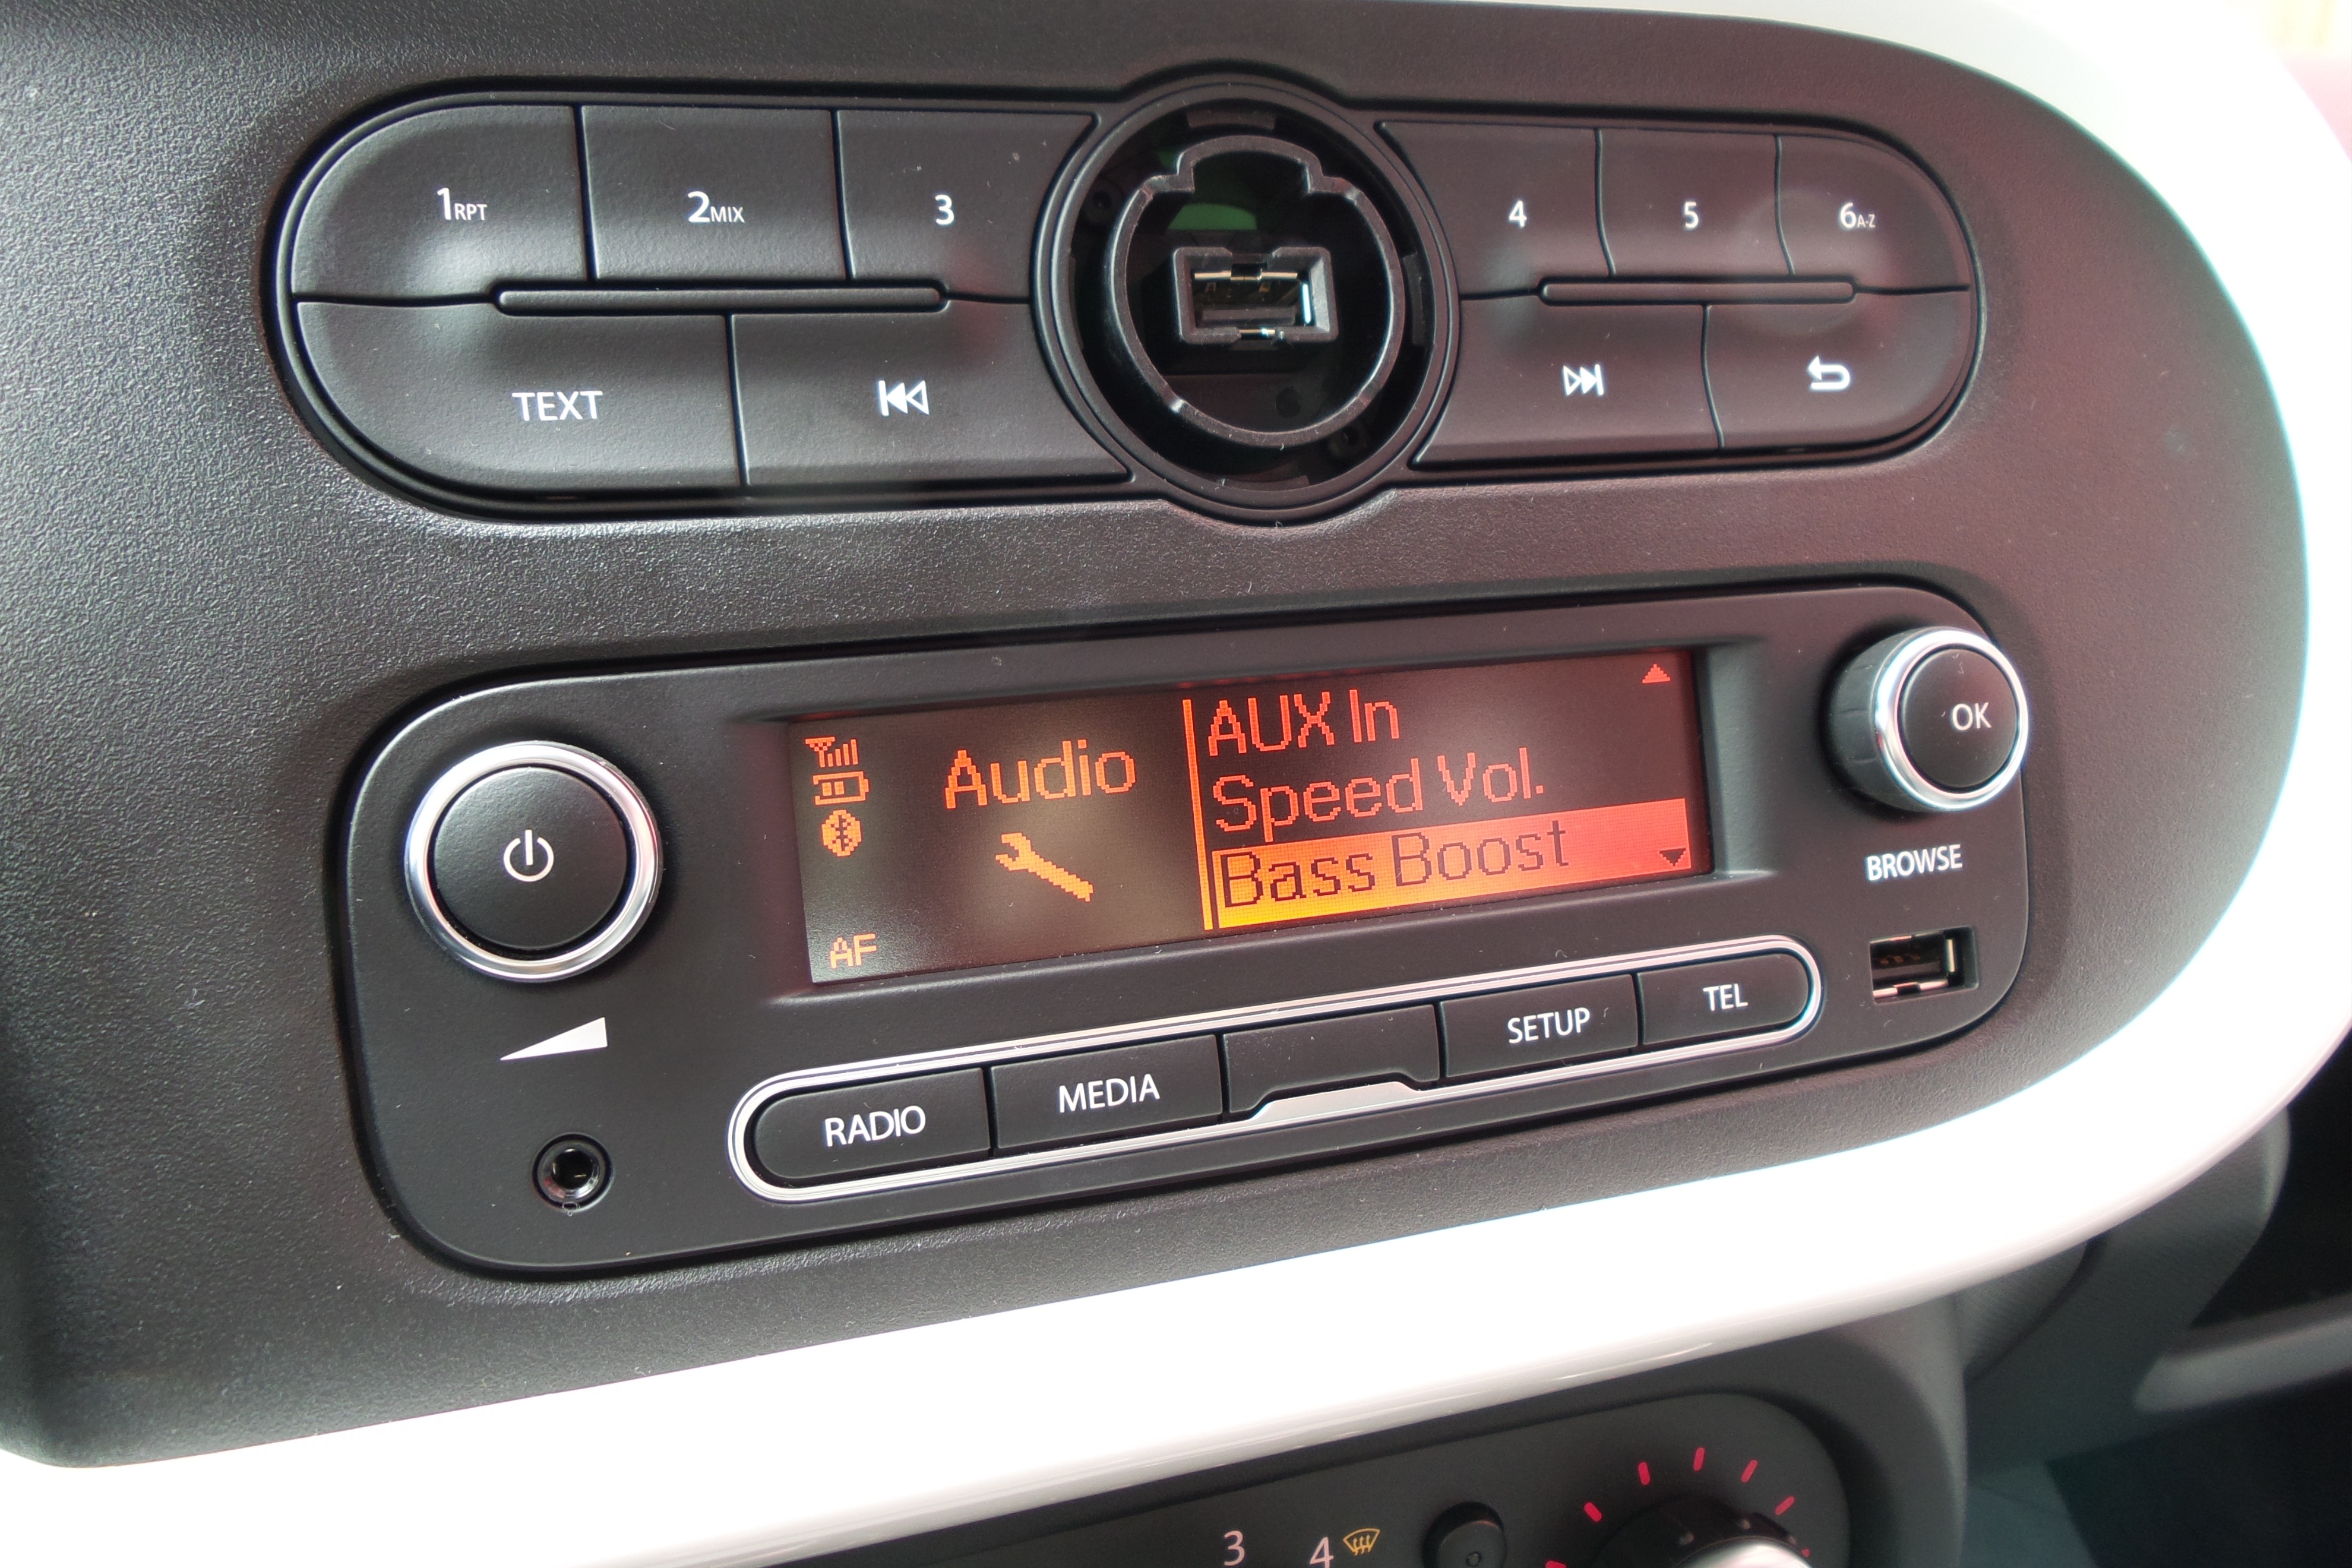 1RPT 2MIX 3 4 5 6A-Z
TEXT
Audio
AUX In
Speed Vol.
Bass Boost
AF
OK
BROWSE
RADIO MEDIA SETUP TEL
3 4